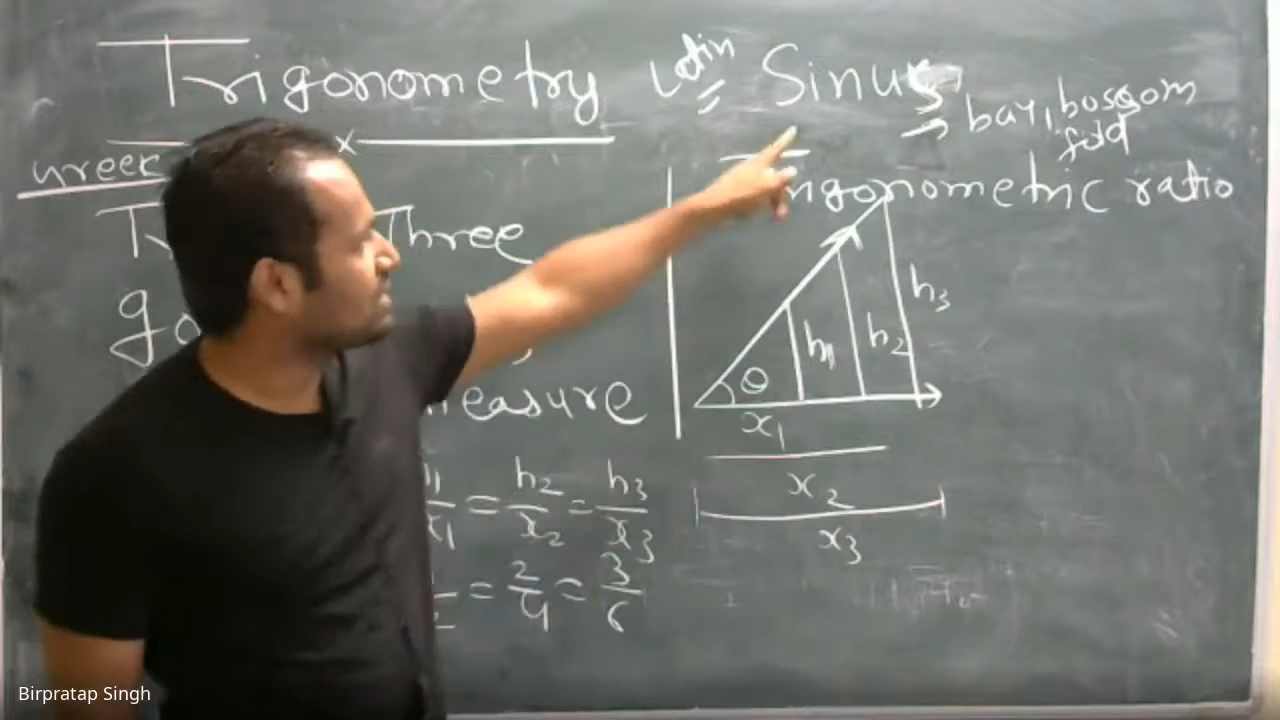 Trigonometry Latin Sinus
bay, bossom
fold
Trigonometric ratio
Three
measure
h1 h2 h3
θ
x1
x2
x3
= h2/x2 = h3/x3
= 2/4 = 3/6
Birpratap Singh